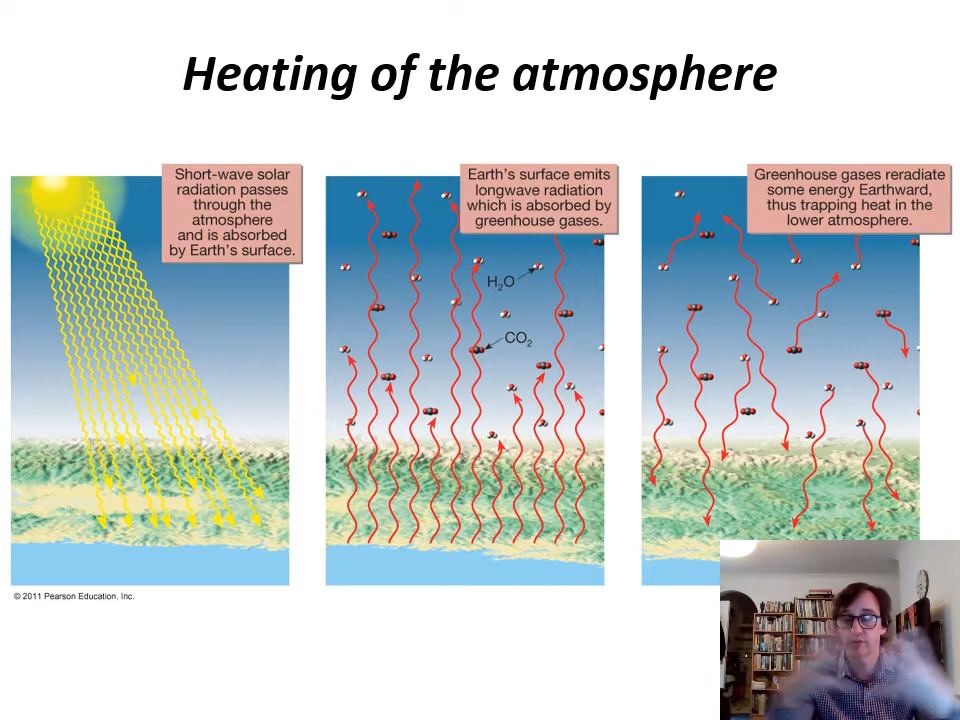 Heating of the atmosphere
Short-wave solar
radiation passes
through the
atmosphere
and is absorbed
by Earth's surface.
Earth's surface emits
longwave radiation
which is absorbed by
greenhouse gases.
H₂O
CO₂
Greenhouse gases reradiate
some energy Earthward,
thus trapping heat in the
lower atmosphere.
© 2011 Pearson Education, Inc.